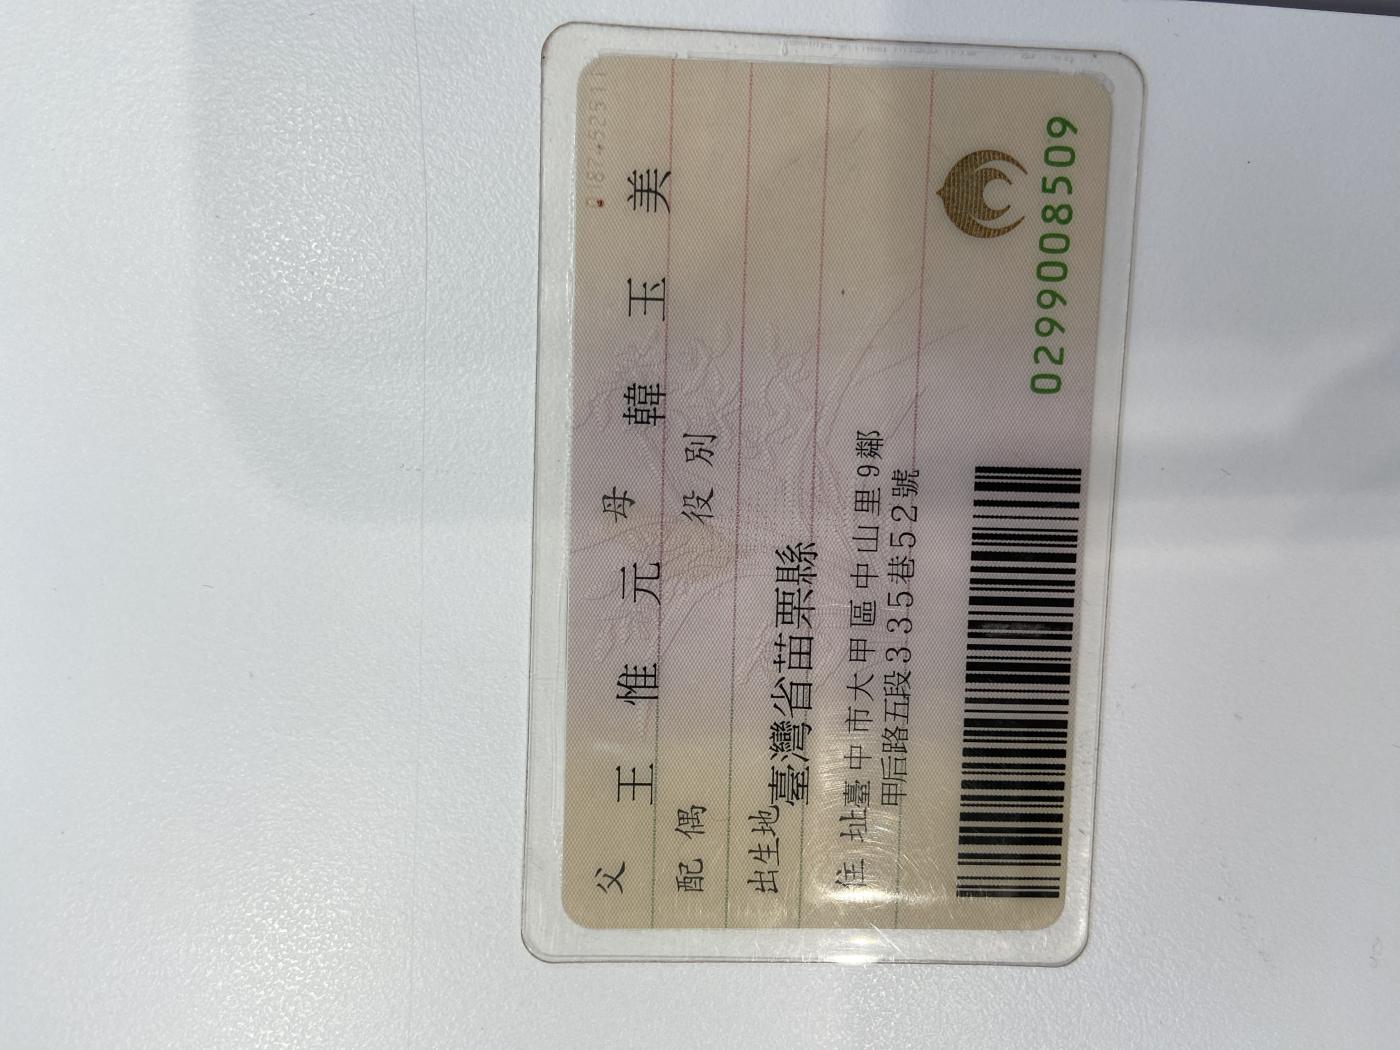 父 王惟元 母 韓玉美
配偶 役別
出生地 臺灣省苗栗縣
住址 臺中市大甲區中山里9鄰
甲后路五段335巷52號
0299008509